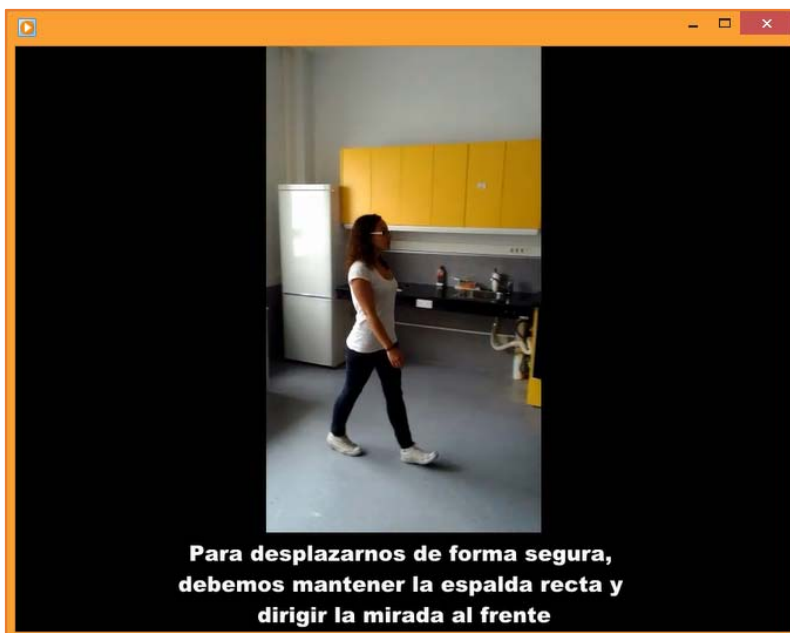 Para desplazarnos de forma segura,
debemos mantener la espalda recta y
dirigir la mirada al frente